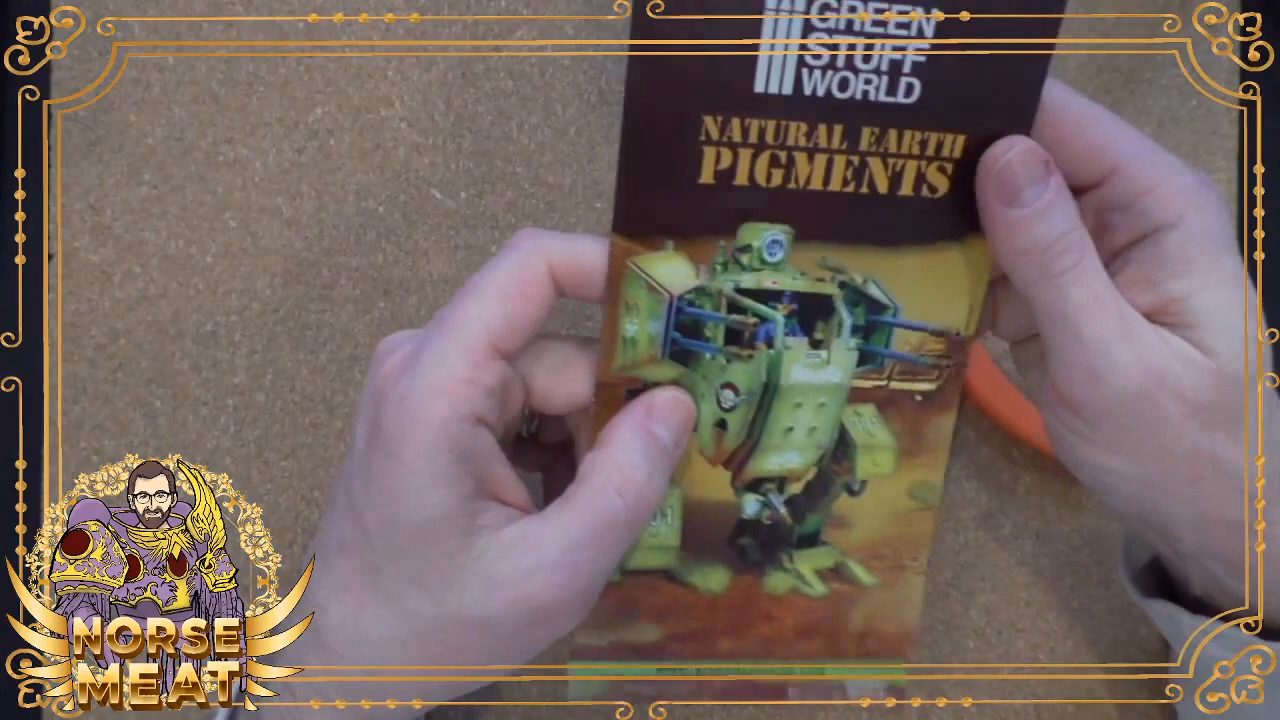 GREEN
STUFF
WORLD
NATURAL EARTH
PIGMENTS
NORSE
MEAT